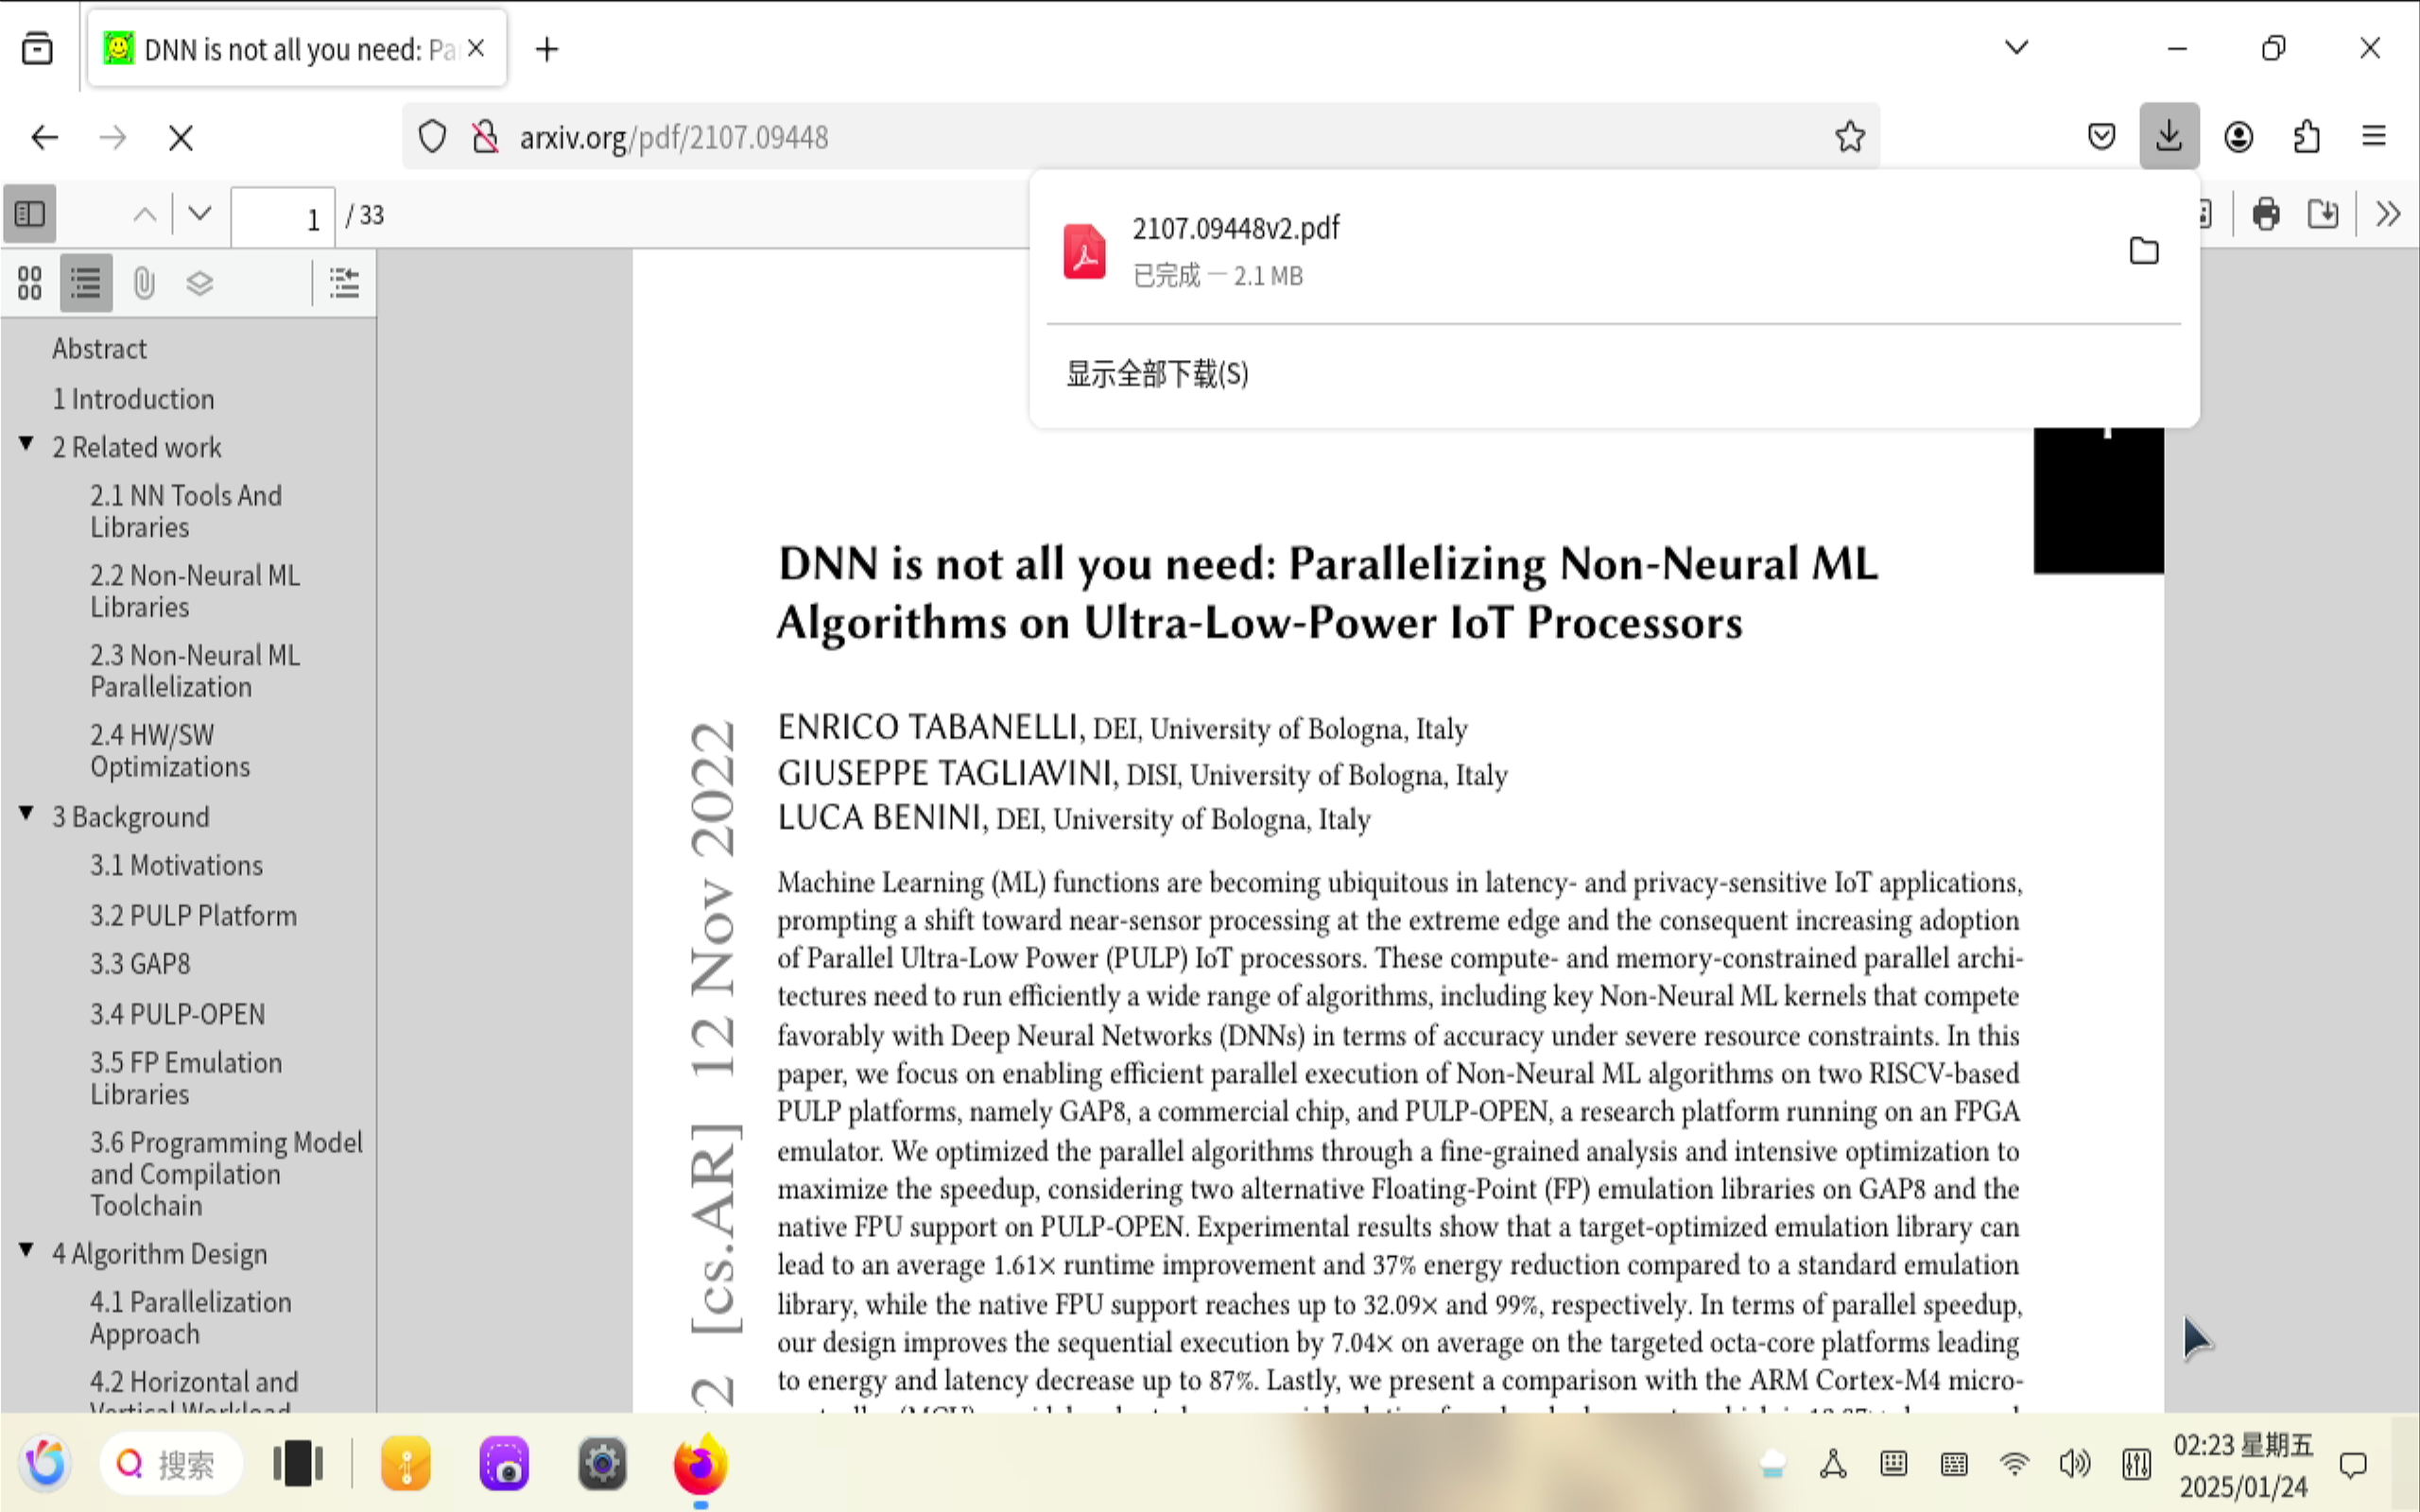 DNN is not all you need: Pa
arxiv.org/pdf/2107.09448
1 / 33
2107.09448v2.pdf
已完成 — 2.1 MB
显示全部下载(S)
Abstract
1 Introduction
2 Related work
2.1 NN Tools And
Libraries
2.2 Non-Neural ML
Libraries
2.3 Non-Neural ML
Parallelization
2.4 HW/SW
Optimizations
3 Background
3.1 Motivations
3.2 PULP Platform
3.3 GAP8
3.4 PULP-OPEN
3.5 FP Emulation
Libraries
3.6 Programming Model
and Compilation
Toolchain
4 Algorithm Design
4.1 Parallelization
Approach
4.2 Horizontal and
Vertical Workload
2 [cs.AR] 12 Nov 2022
DNN is not all you need: Parallelizing Non-Neural ML
Algorithms on Ultra-Low-Power IoT Processors
ENRICO TABANELLI, DEI, University of Bologna, Italy
GIUSEPPE TAGLIAVINI, DISI, University of Bologna, Italy
LUCA BENINI, DEI, University of Bologna, Italy
Machine Learning (ML) functions are becoming ubiquitous in latency- and privacy-sensitive IoT applications,
prompting a shift toward near-sensor processing at the extreme edge and the consequent increasing adoption
of Parallel Ultra-Low Power (PULP) IoT processors. These compute- and memory-constrained parallel archi-
tectures need to run efficiently a wide range of algorithms, including key Non-Neural ML kernels that compete
favorably with Deep Neural Networks (DNNs) in terms of accuracy under severe resource constraints. In this
paper, we focus on enabling efficient parallel execution of Non-Neural ML algorithms on two RISCV-based
PULP platforms, namely GAP8, a commercial chip, and PULP-OPEN, a research platform running on an FPGA
emulator. We optimized the parallel algorithms through a fine-grained analysis and intensive optimization to
maximize the speedup, considering two alternative Floating-Point (FP) emulation libraries on GAP8 and the
native FPU support on PULP-OPEN. Experimental results show that a target-optimized emulation library can
lead to an average 1.61× runtime improvement and 37% energy reduction compared to a standard emulation
library, while the native FPU support reaches up to 32.09× and 99%, respectively. In terms of parallel speedup,
our design improves the sequential execution by 7.04× on average on the targeted octa-core platforms leading
to energy and latency decrease up to 87%. Lastly, we present a comparison with the ARM Cortex-M4 micro-
搜索
02:23 星期五
2025/01/24